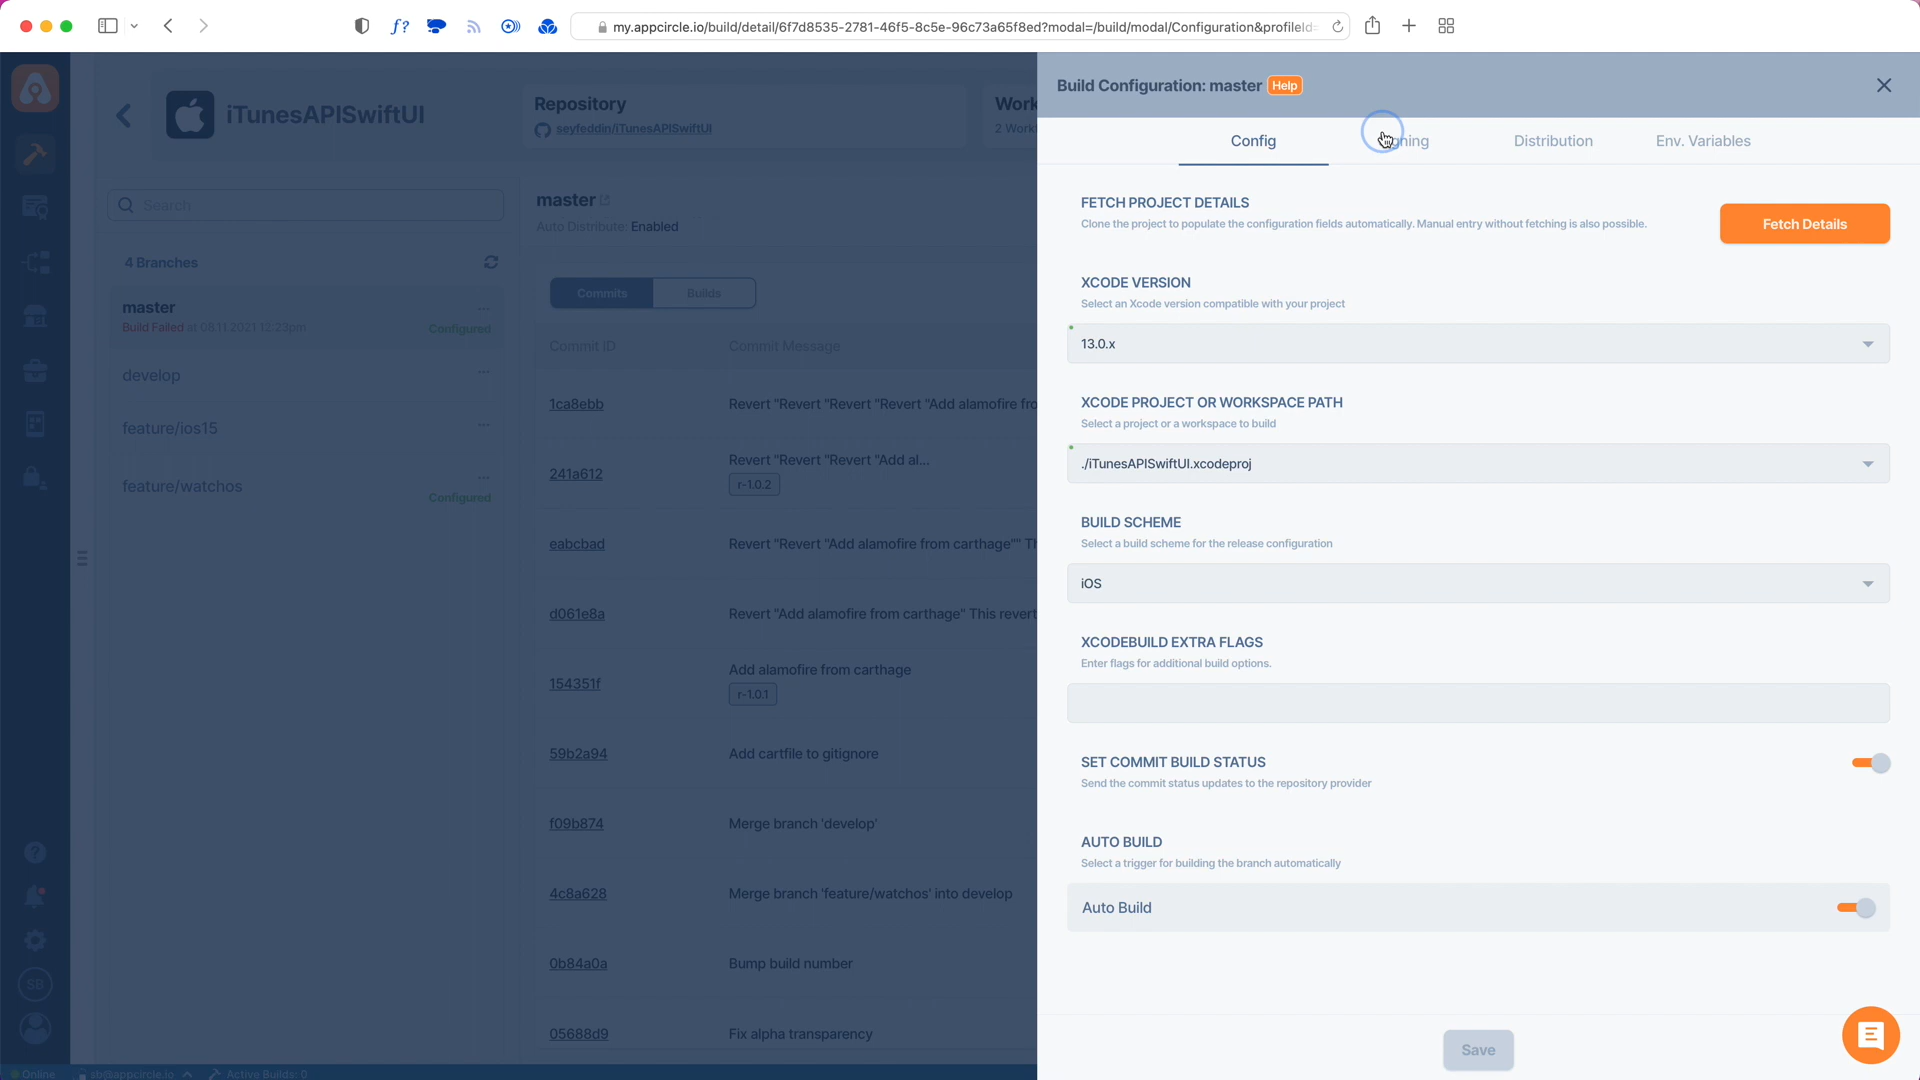 my.appcircle.io/build/detail/6f7d8535-2781-46f5-8c5e-96c73a65f8ed?modal=/build/modal/Configuration&profileId=
iTunesAPISwiftUI
Repository
seyfeddin/iTunesAPISwiftUI
Work
2 Work
Search
4 Branches
master
Build Failed at 08.11.2021 12:23pm
Configured
develop
feature/ios15
feature/watchos
Configured
master
Auto Distribute: Enabled
Commits
Builds
Commit ID
Commit Message
1ca8ebb
Revert "Revert "Revert "Revert "Add alamofire fro
241a612
Revert "Revert "Revert "Add al...
r-1.0.2
eabcbad
Revert "Revert "Add alamofire from carthage"" Th
d061e8a
Revert "Add alamofire from carthage" This revert
154351f
Add alamofire from carthage
r-1.0.1
59b2a94
Add cartfile to gitignore
f09b874
Merge branch 'develop'
4c8a628
Merge branch 'feature/watchos' into develop
0b84a0a
Bump build number
05688d9
Fix alpha transparency
SB
Online
sb@appcircle.io
Active Builds: 0
Build Configuration: master
Help
Config
ning
Distribution
Env. Variables
FETCH PROJECT DETAILS
Clone the project to populate the configuration fields automatically. Manual entry without fetching is also possible.
Fetch Details
XCODE VERSION
Select an Xcode version compatible with your project
13.0.x
XCODE PROJECT OR WORKSPACE PATH
Select a project or a workspace to build
./iTunesAPISwiftUI.xcodeproj
BUILD SCHEME
Select a build scheme for the release configuration
iOS
XCODEBUILD EXTRA FLAGS
Enter flags for additional build options.
SET COMMIT BUILD STATUS
Send the commit status updates to the repository provider
AUTO BUILD
Select a trigger for building the branch automatically
Auto Build
Save